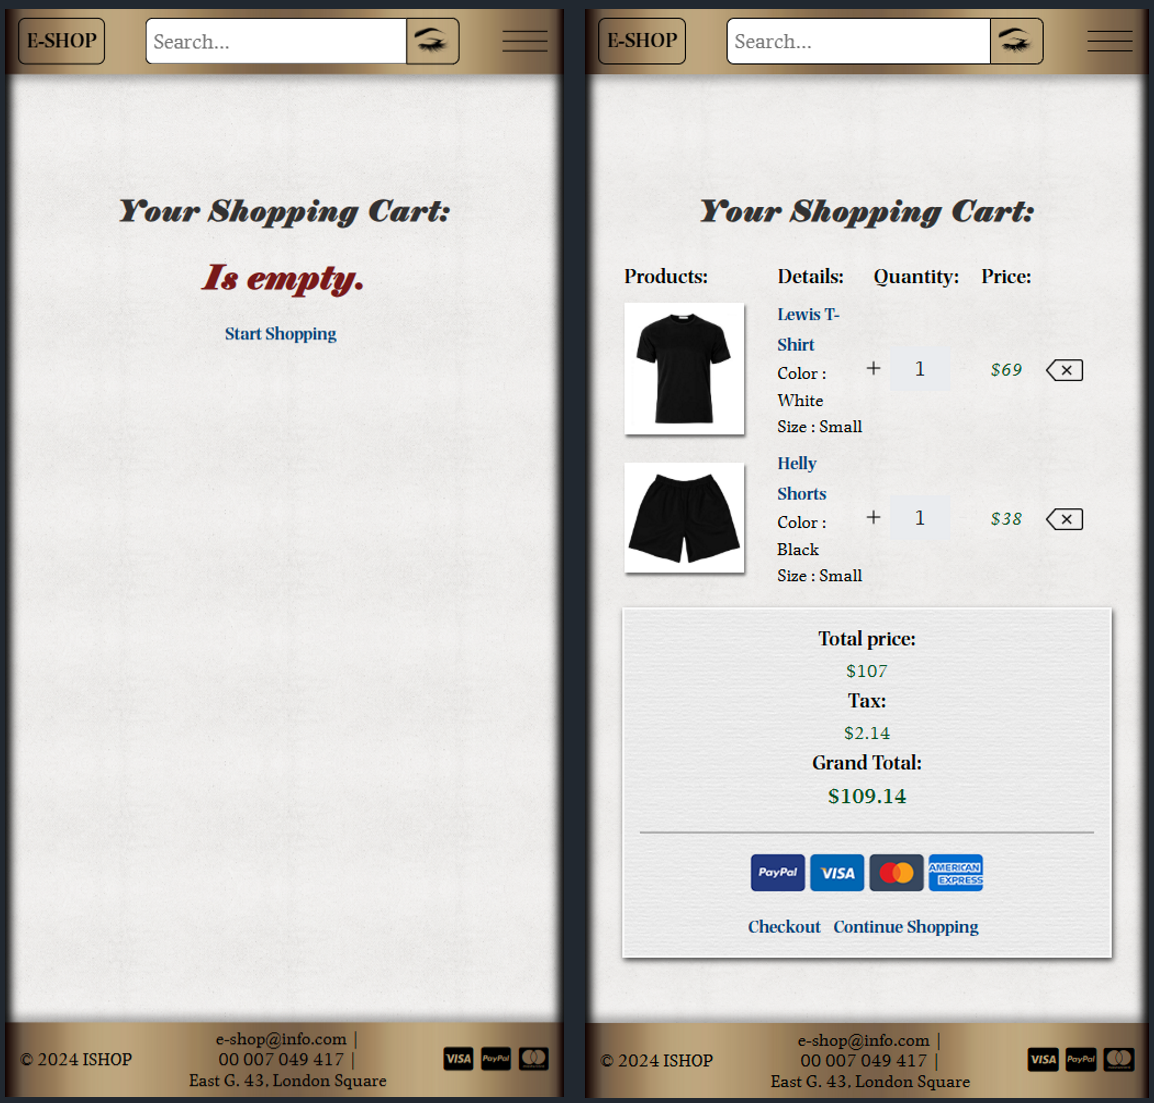 E-SHOP
Search...
Your Shopping Cart:
Is empty.
Start Shopping
© 2024 ISHOP
e-shop@info.com |
00 007 049 417 |
East G. 43, London Square
VISA
PayPal
E-SHOP
Search...
Your Shopping Cart:
Products: Details: Quantity: Price:
Lewis T-
Shirt
Color :
White
Size : Small
+ 1 $69
Helly
Shorts
Color :
Black
Size : Small
+ 1 $38
Total price:
$107
Tax:
$2.14
Grand Total:
$109.14
PayPal VISA AMERICAN
EXPRESS
Checkout Continue Shopping
© 2024 ISHOP
e-shop@info.com |
00 007 049 417 |
East G. 43, London Square
VISA
PayPal